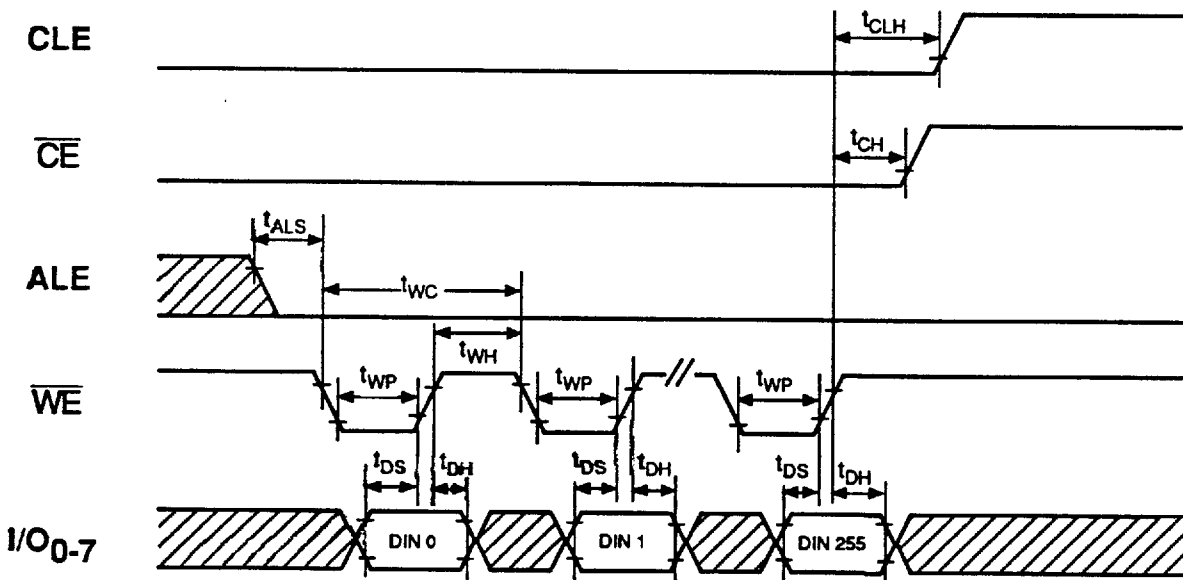 CLE
tCLH
CE
tCH
ALE
tALS
tWC
tWH
WE
tWP
tWP
//
tWP
I/O0-7
tDS
tDH
tDS
tDH
tDS
tDH
DIN 0
DIN 1
DIN 255